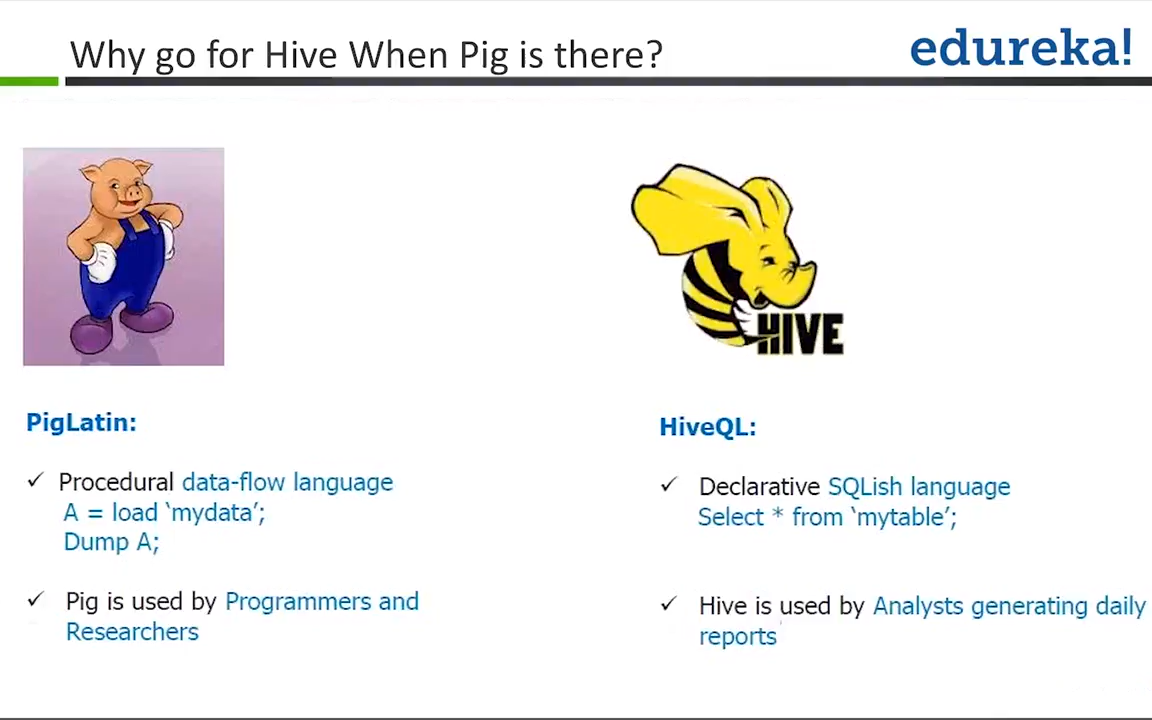 Why go for Hive When Pig is there?
edureka!
HIVE
PigLatin:
✓ Procedural data-flow language
A = load ‘mydata’;
Dump A;
✓ Pig is used by Programmers and
Researchers
HiveQL:
✓ Declarative SQLish language
Select * from ‘mytable’;
✓ Hive is used by Analysts generating daily
reports